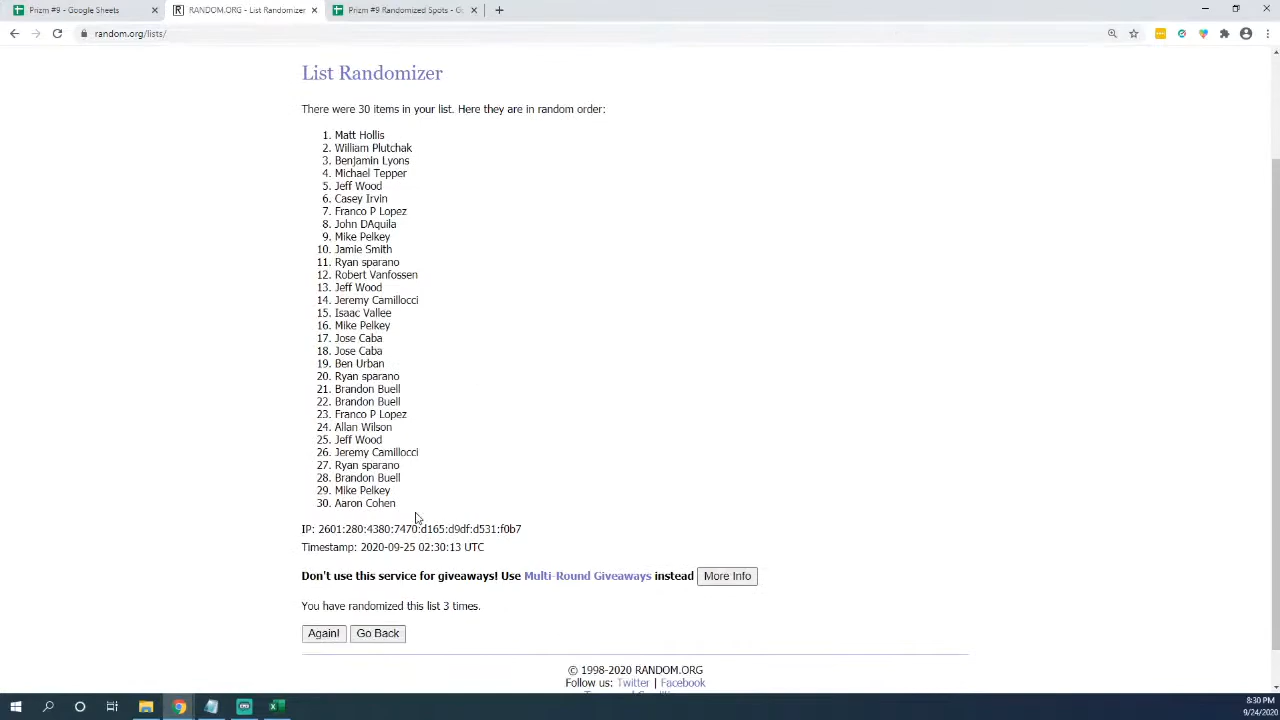 Prizm #9 - Google Sheets
RANDOM.ORG - List Randomizer
Prizm #9 Randomized Spots - Go
random.org/lists/
List Randomizer
There were 30 items in your list. Here they are in random order:
1. Matt Hollis
2. William Plutchak
3. Benjamin Lyons
4. Michael Tepper
5. Jeff Wood
6. Casey Irvin
7. Franco P Lopez
8. John DAquila
9. Mike Pelkey
10. Jamie Smith
11. Ryan sparano
12. Robert Vanfossen
13. Jeff Wood
14. Jeremy Camillocci
15. Isaac Vallee
16. Mike Pelkey
17. Jose Caba
18. Jose Caba
19. Ben Urban
20. Ryan sparano
21. Brandon Buell
22. Brandon Buell
23. Franco P Lopez
24. Allan Wilson
25. Jeff Wood
26. Jeremy Camillocci
27. Ryan sparano
28. Brandon Buell
29. Mike Pelkey
30. Aaron Cohen
IP: 2601:280:4380:7470:d165:d9df:d531:f0b7
Timestamp: 2020-09-25 02:30:13 UTC
Don't use this service for giveaways! Use Multi-Round Giveaways instead More Info
You have randomized this list 3 times.
Again! Go Back
© 1998-2020 RANDOM.ORG
Follow us: Twitter | Facebook
8:30 PM
9/24/2020